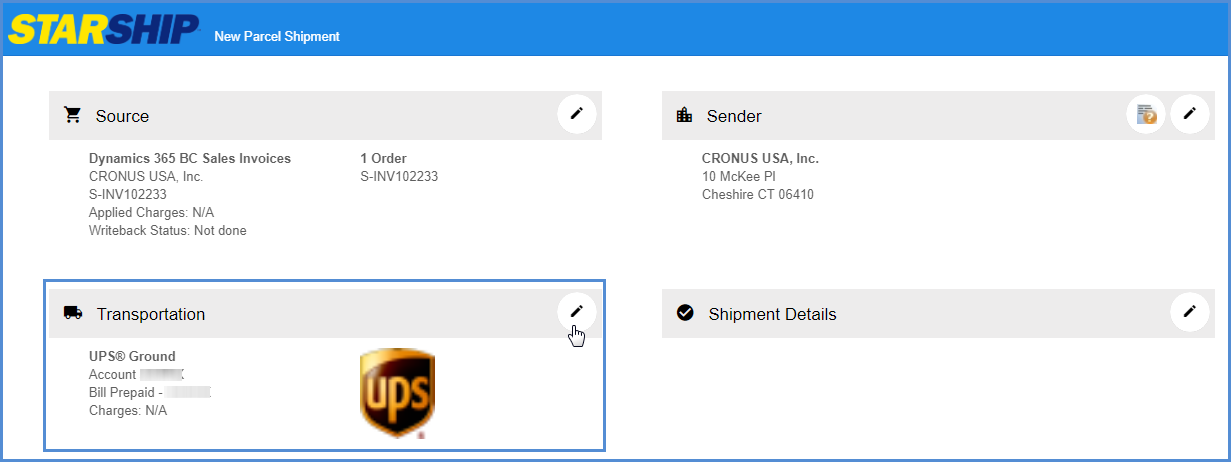 STARSHIP
New Parcel Shipment
Source
Dynamics 365 BC Sales Invoices
CRONUS USA, Inc.
S-INV102233
Applied Charges: N/A
Writeback Status: Not done
1 Order
S-INV102233
Sender
CRONUS USA, Inc.
10 McKee Pl
Cheshire CT 06410
Transportation
UPS® Ground
Account
Bill Prepaid -
Charges: N/A
ups
Shipment Details